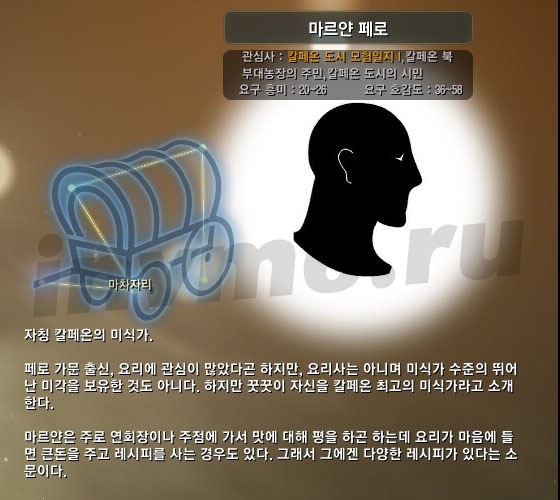 마르얀 페로
관심사 : 칼페온 도시 모험일지 I,칼페온 북
부대농장의 주민,칼페온 도시의 시민
요구 흥미 : 20~26 요구 호감도 : 36~58
마차자리
inmmo.ru
자칭 칼페온의 미식가.
페로 가문 출신, 요리에 관심이 많았다곤 하지만, 요리사는 아니며 미식가 수준의 뛰어
난 미각을 보유한 것도 아니다. 하지만 꿋꿋이 자신을 칼페온 최고의 미식가라고 소개
한다.
마르얀은 주로 연회장이나 주점에 가서 맛에 대해 평을 하곤 하는데 요리가 마음에 들
면 큰돈을 주고 레시피를 사는 경우도 있다. 그래서 그에겐 다양한 레시피가 있다는 소
문이다.